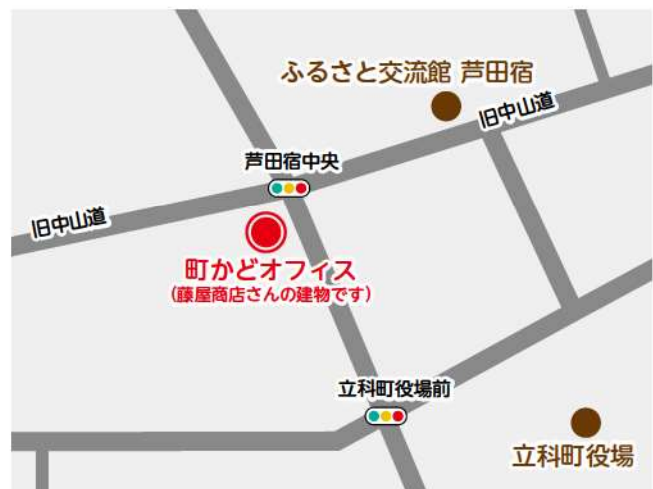 ふるさと交流館 芦田宿
旧中山道
芦田宿中央
旧中山道
町かどオフィス
(藤屋商店さんの建物です)
立科町役場前
立科町役場